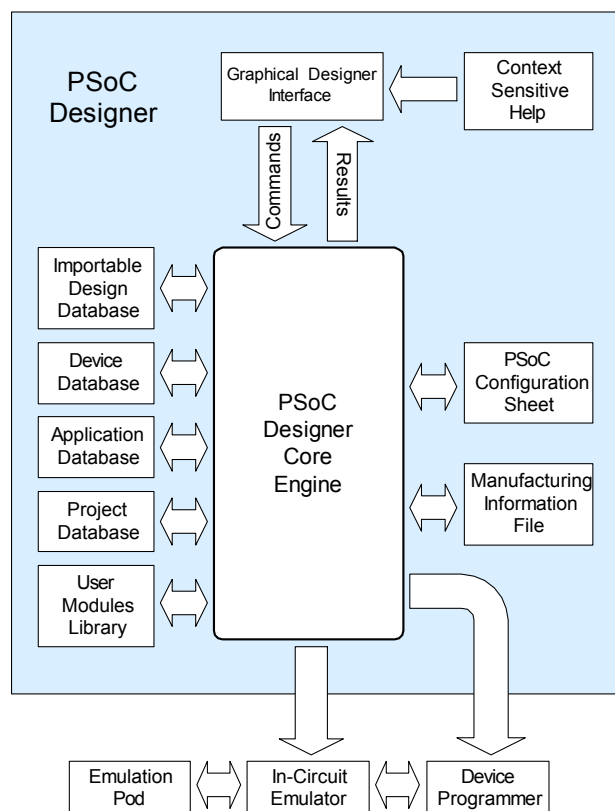 PSoC
Designer
Graphical Designer
Interface
Context
Sensitive
Help
Commands
Results
Importable
Design
Database
Device
Database
Application
Database
Project
Database
User
Modules
Library
PSoC
Designer
Core
Engine
PSoC
Configuration
Sheet
Manufacturing
Information
File
Emulation
Pod
In-Circuit
Emulator
Device
Programmer